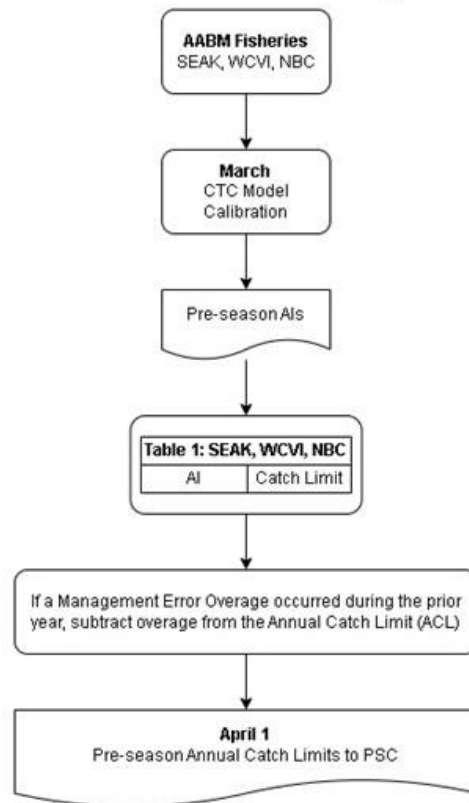 AABM Fisheries
SEAK, WCVI, NBC
March
CTC Model
Calibration
Pre-season AIs
Table 1: SEAK, WCVI, NBC
AI Catch Limit
If a Management Error Overage occurred during the prior
year, subtract overage from the Annual Catch Limit (ACL)
April 1
Pre-season Annual Catch Limits to PSC